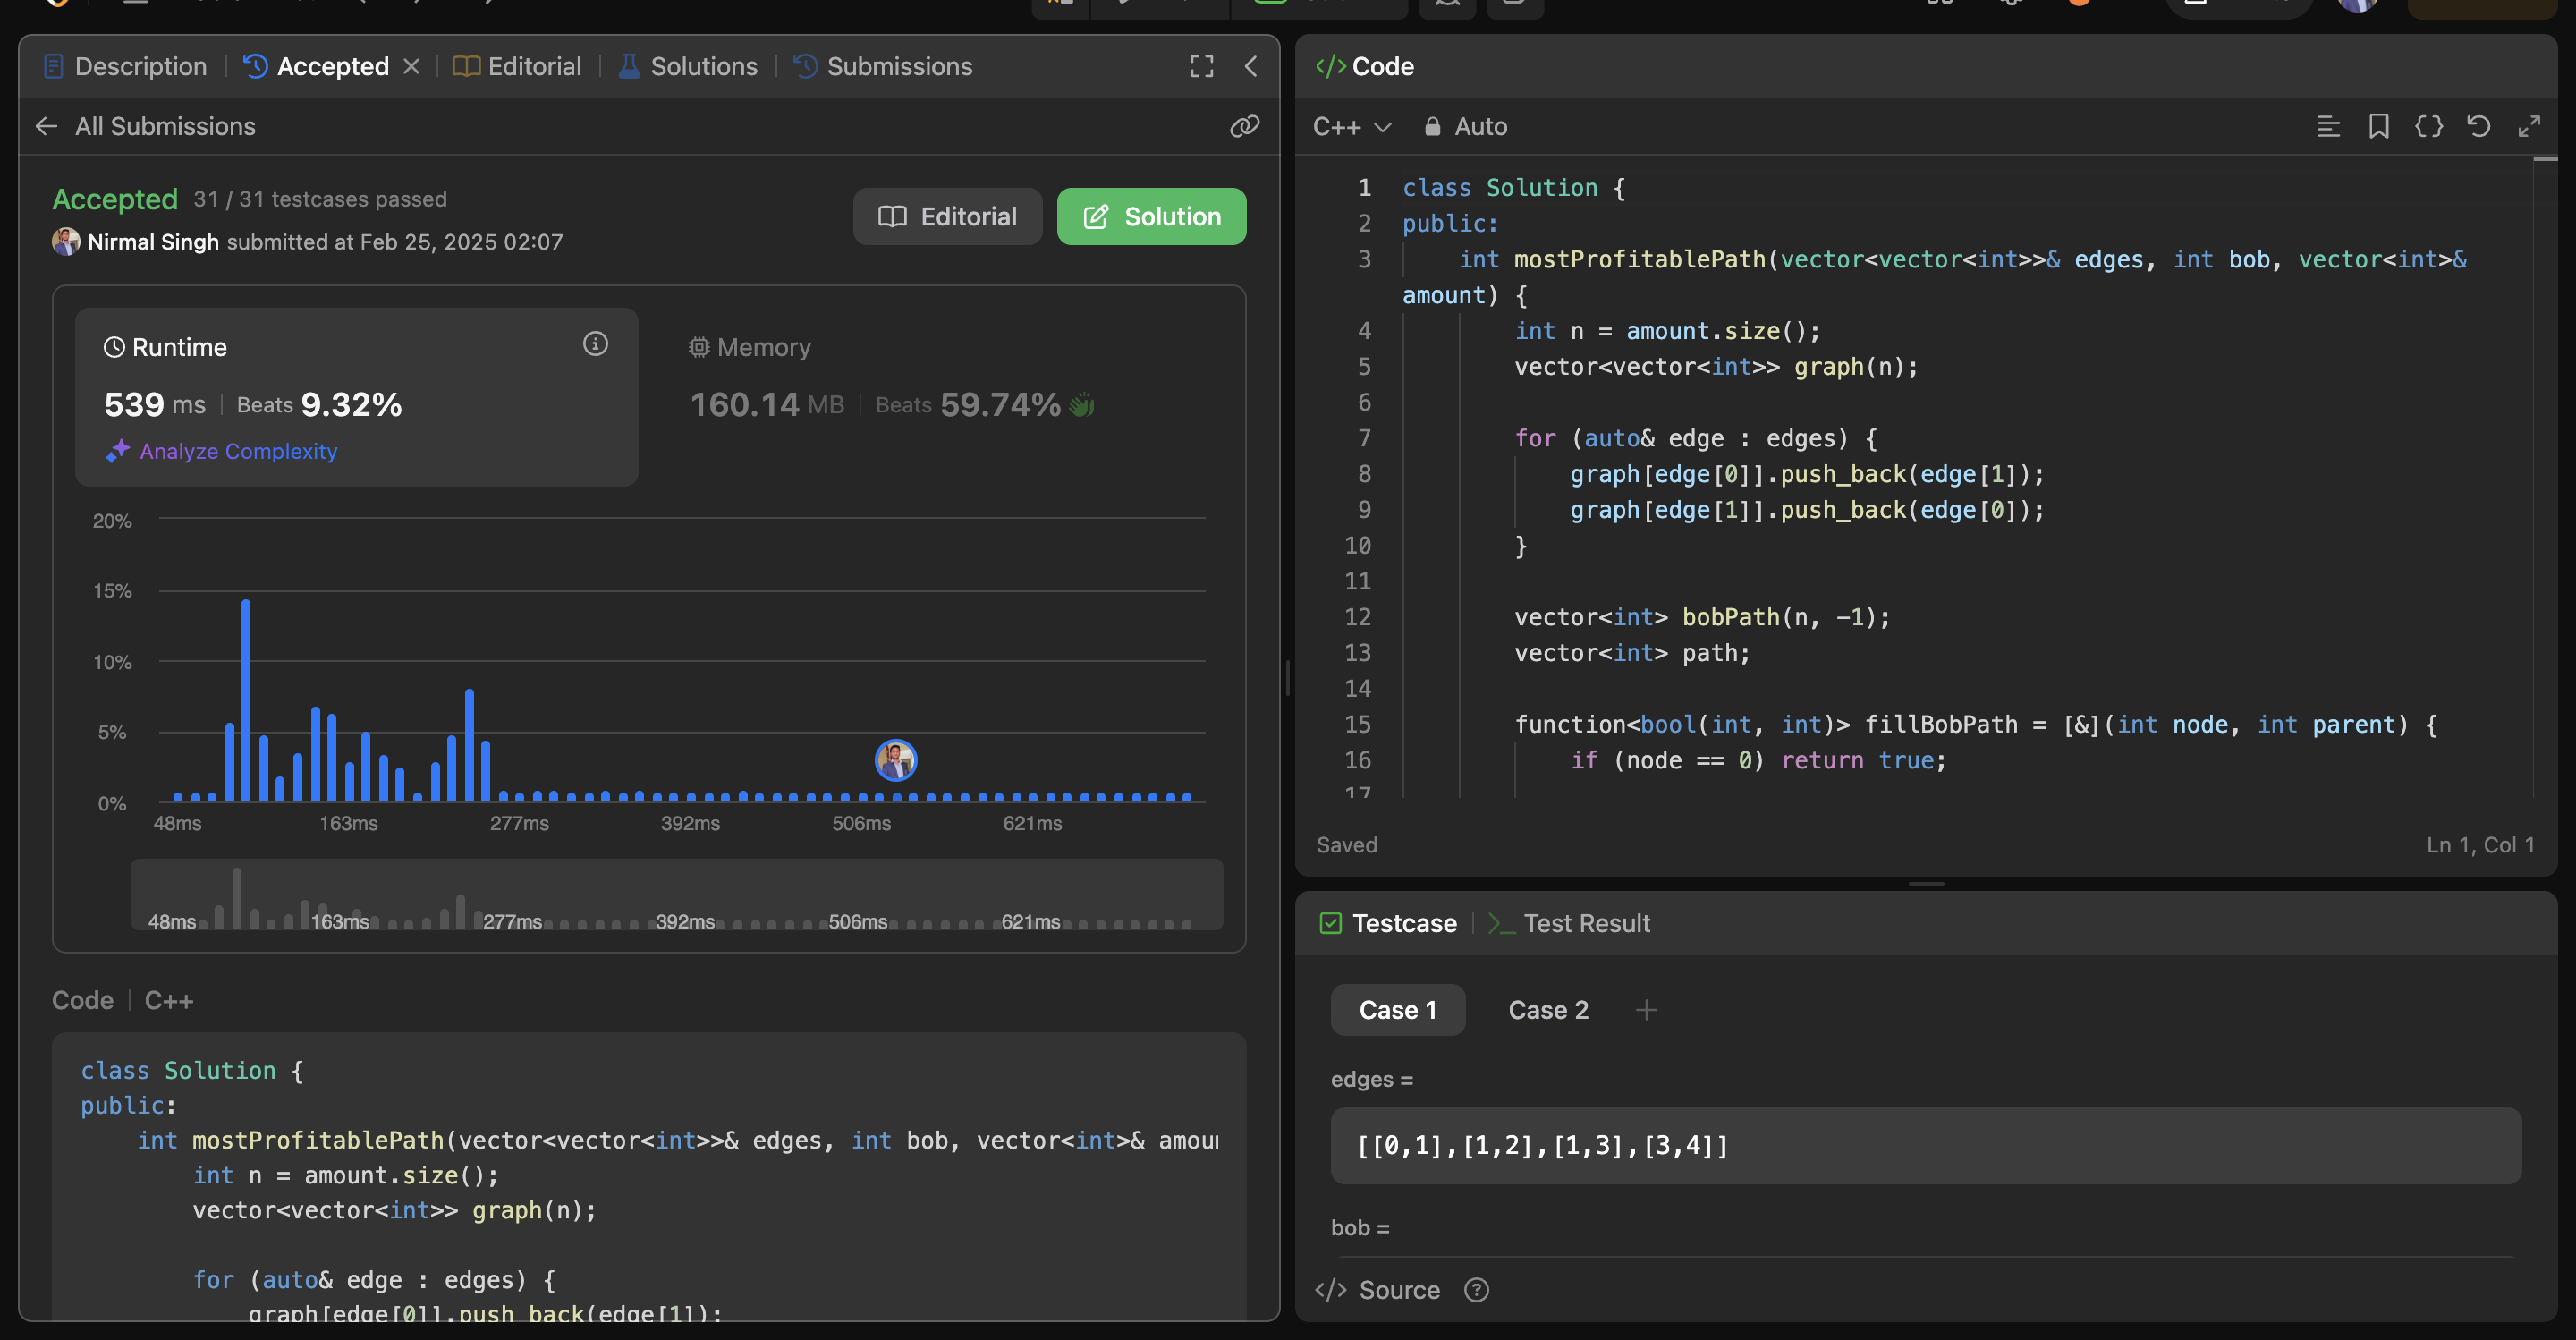 Description
Accepted
Editorial
Solutions
Submissions
All Submissions
Accepted 31 / 31 testcases passed
Nirmal Singh submitted at Feb 25, 2025 02:07
Editorial
Solution
Runtime
539 ms Beats 9.32%
Analyze Complexity
Memory
160.14 MB Beats 59.74%
20%
15%
10%
5%
0%
48ms 163ms 277ms 392ms 506ms 621ms
48ms 163ms 277ms 392ms 506ms 621ms
Code C++
class Solution {
public:
    int mostProfitablePath(vector<vector<int>>& edges, int bob, vector<int>& amou
        int n = amount.size();
        vector<vector<int>> graph(n);
        for (auto& edge : edges) {
            graph[edge[0]].push_back(edge[1]);
</> Code
C++ Auto
1 class Solution {
2 public:
3     int mostProfitablePath(vector<vector<int>>& edges, int bob, vector<int>&
amount) {
4         int n = amount.size();
5         vector<vector<int>> graph(n);
6
7         for (auto& edge : edges) {
8             graph[edge[0]].push_back(edge[1]);
9             graph[edge[1]].push_back(edge[0]);
10         }
11
12         vector<int> bobPath(n, -1);
13         vector<int> path;
14
15         function<bool(int, int)> fillBobPath = [&](int node, int parent) {
16             if (node == 0) return true;
17
Saved
Ln 1, Col 1
Testcase
Test Result
Case 1
Case 2
edges =
[[0,1],[1,2],[1,3],[3,4]]
bob =
</> Source